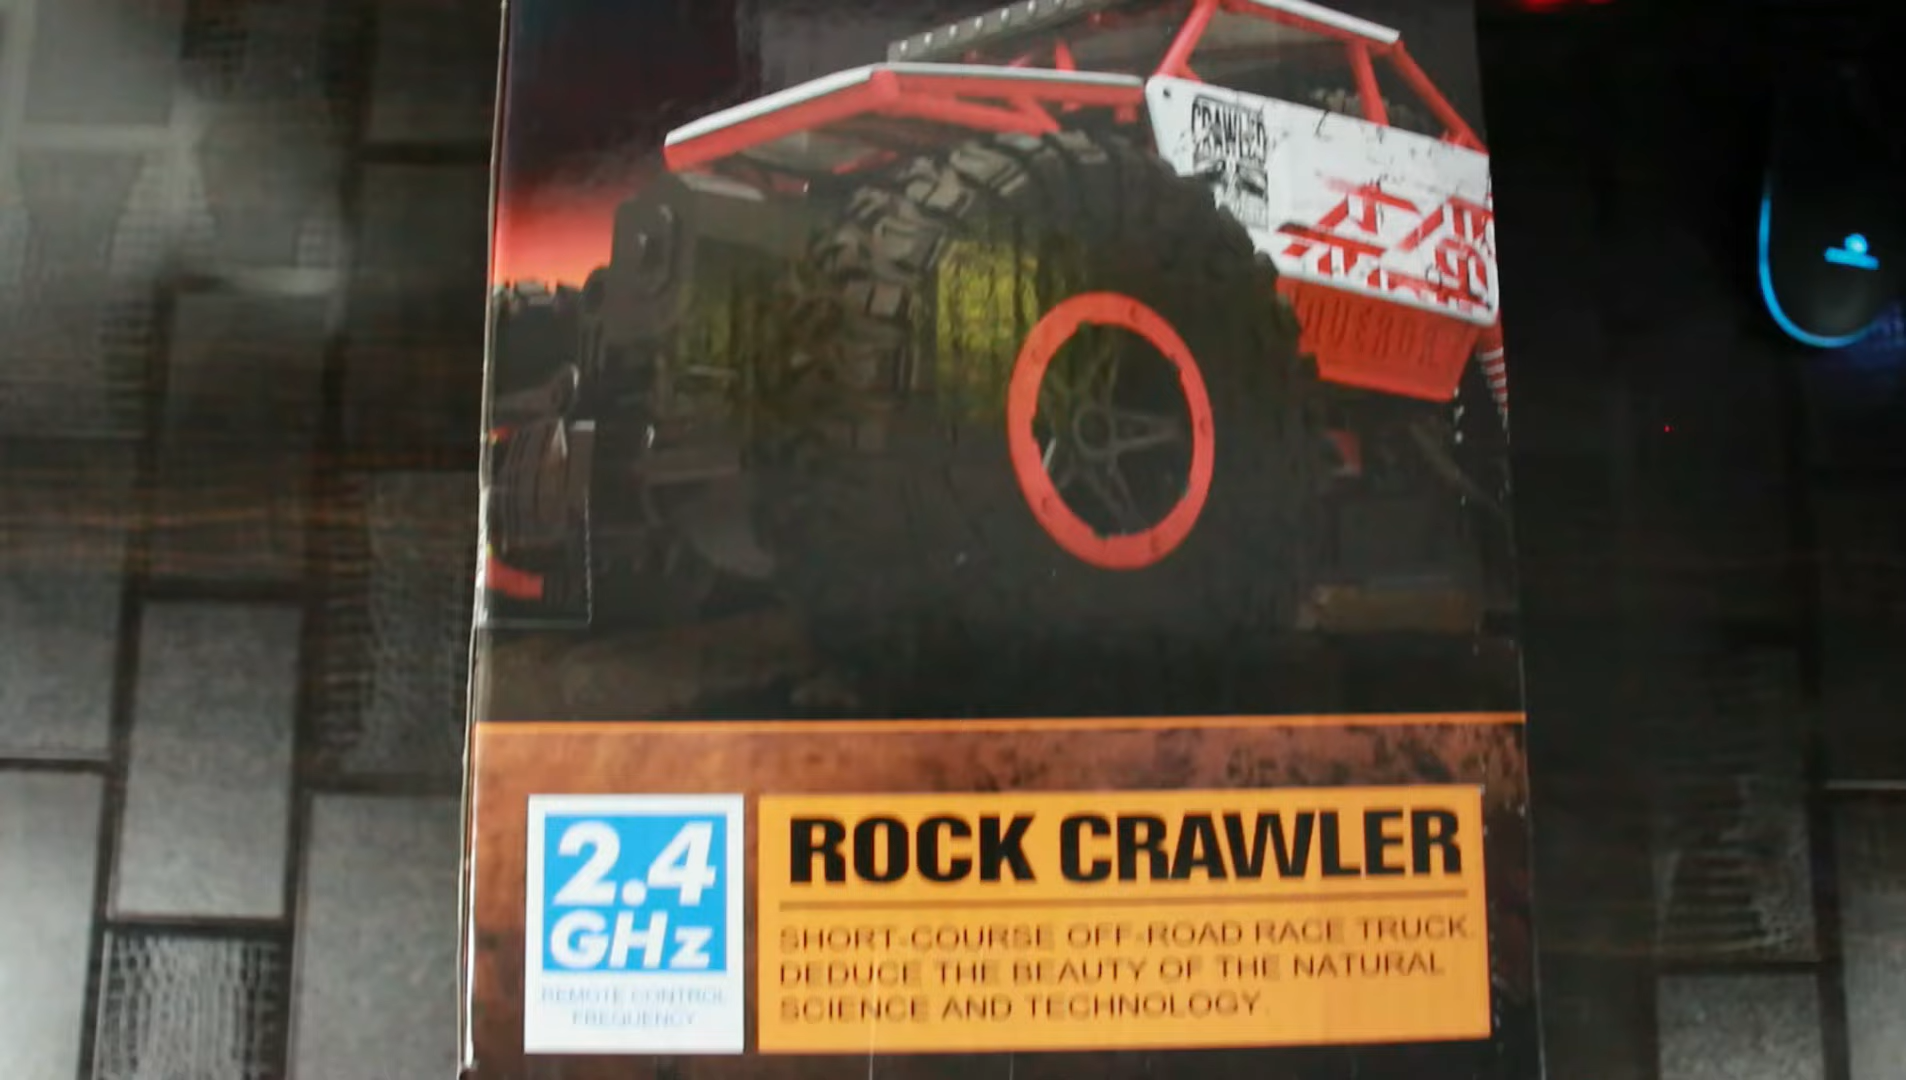 CRAWLER
2.4
GHz
REMOTE CONTROL
FREQUENCY
ROCK CRAWLER
SHORT-COURSE OFF-ROAD RACE TRUCK.
DEDUCE THE BEAUTY OF THE NATURAL
SCIENCE AND TECHNOLOGY.